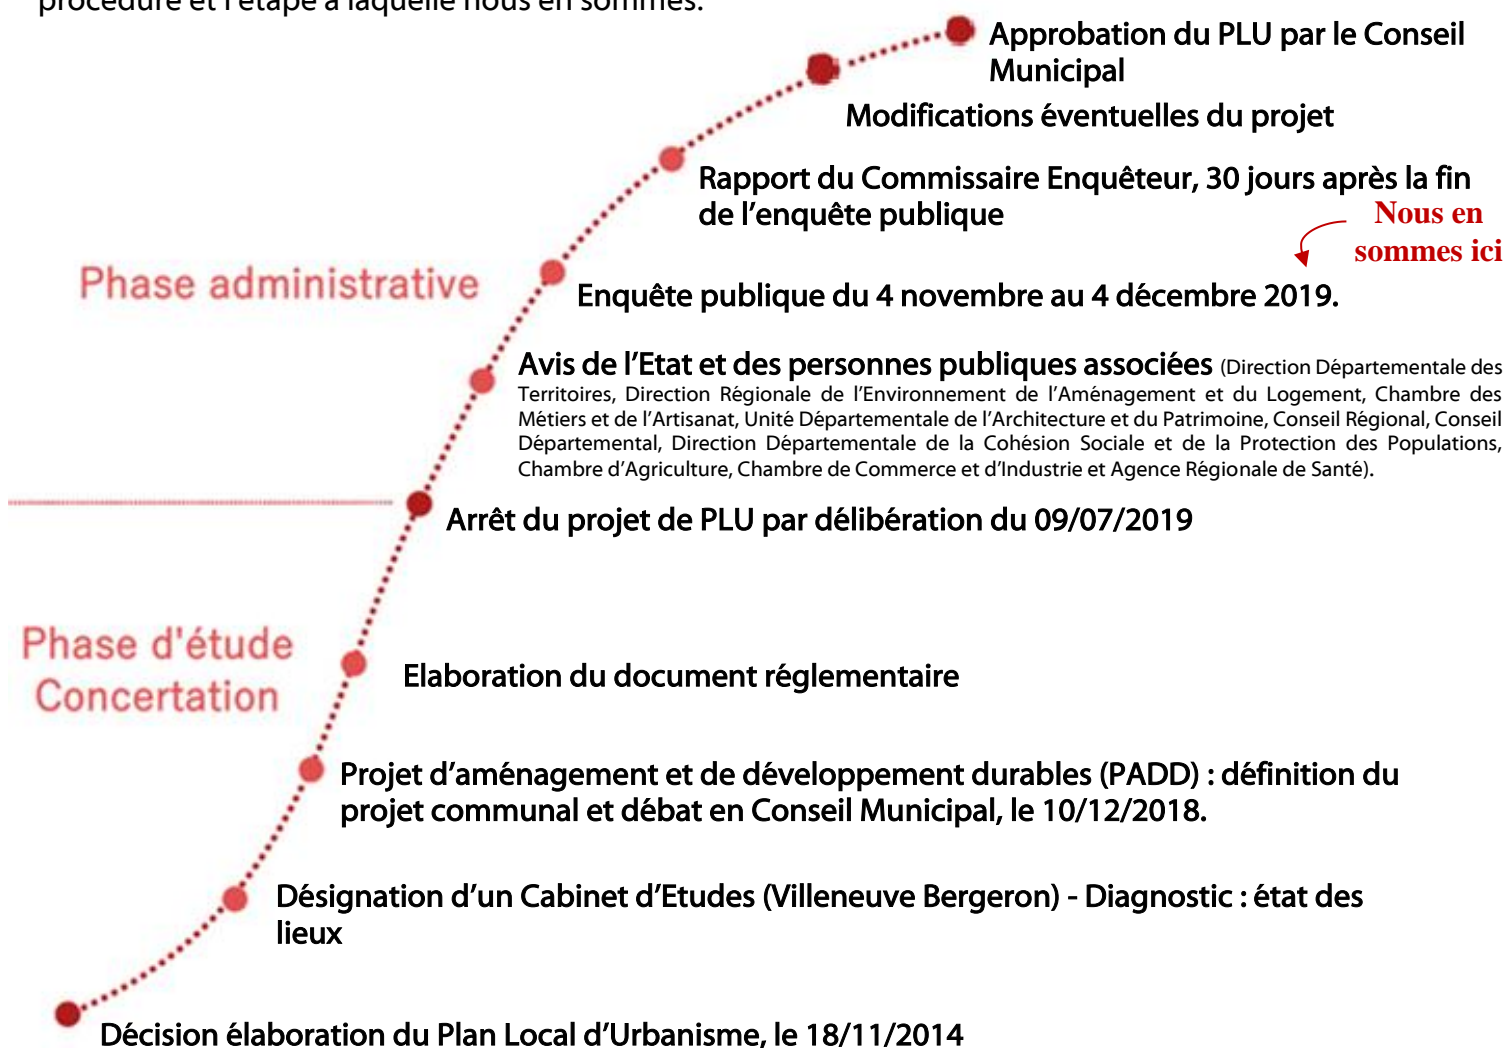 procédure et l'étape à laquelle nous en sommes.
Approbation du PLU par le Conseil
Municipal
Modifications éventuelles du projet
Rapport du Commissaire Enquêteur, 30 jours après la fin
de l’enquête publique
Nous en
sommes ici
Phase administrative
Enquête publique du 4 novembre au 4 décembre 2019.
Avis de l’Etat et des personnes publiques associées (Direction Départementale des
Territoires, Direction Régionale de l’Environnement de l’Aménagement et du Logement, Chambre des
Métiers et de l’Artisanat, Unité Départementale de l’Architecture et du Patrimoine, Conseil Régional, Conseil
Départemental, Direction Départementale de la Cohésion Sociale et de la Protection des Populations,
Chambre d’Agriculture, Chambre de Commerce et d’Industrie et Agence Régionale de Santé).
Arrêt du projet de PLU par délibération du 09/07/2019
Phase d'étude
Concertation
Elaboration du document réglementaire
Projet d’aménagement et de développement durables (PADD) : définition du
projet communal et débat en Conseil Municipal, le 10/12/2018.
Désignation d’un Cabinet d’Etudes (Villeneuve Bergeron) - Diagnostic : état des
lieux
Décision élaboration du Plan Local d’Urbanisme, le 18/11/2014